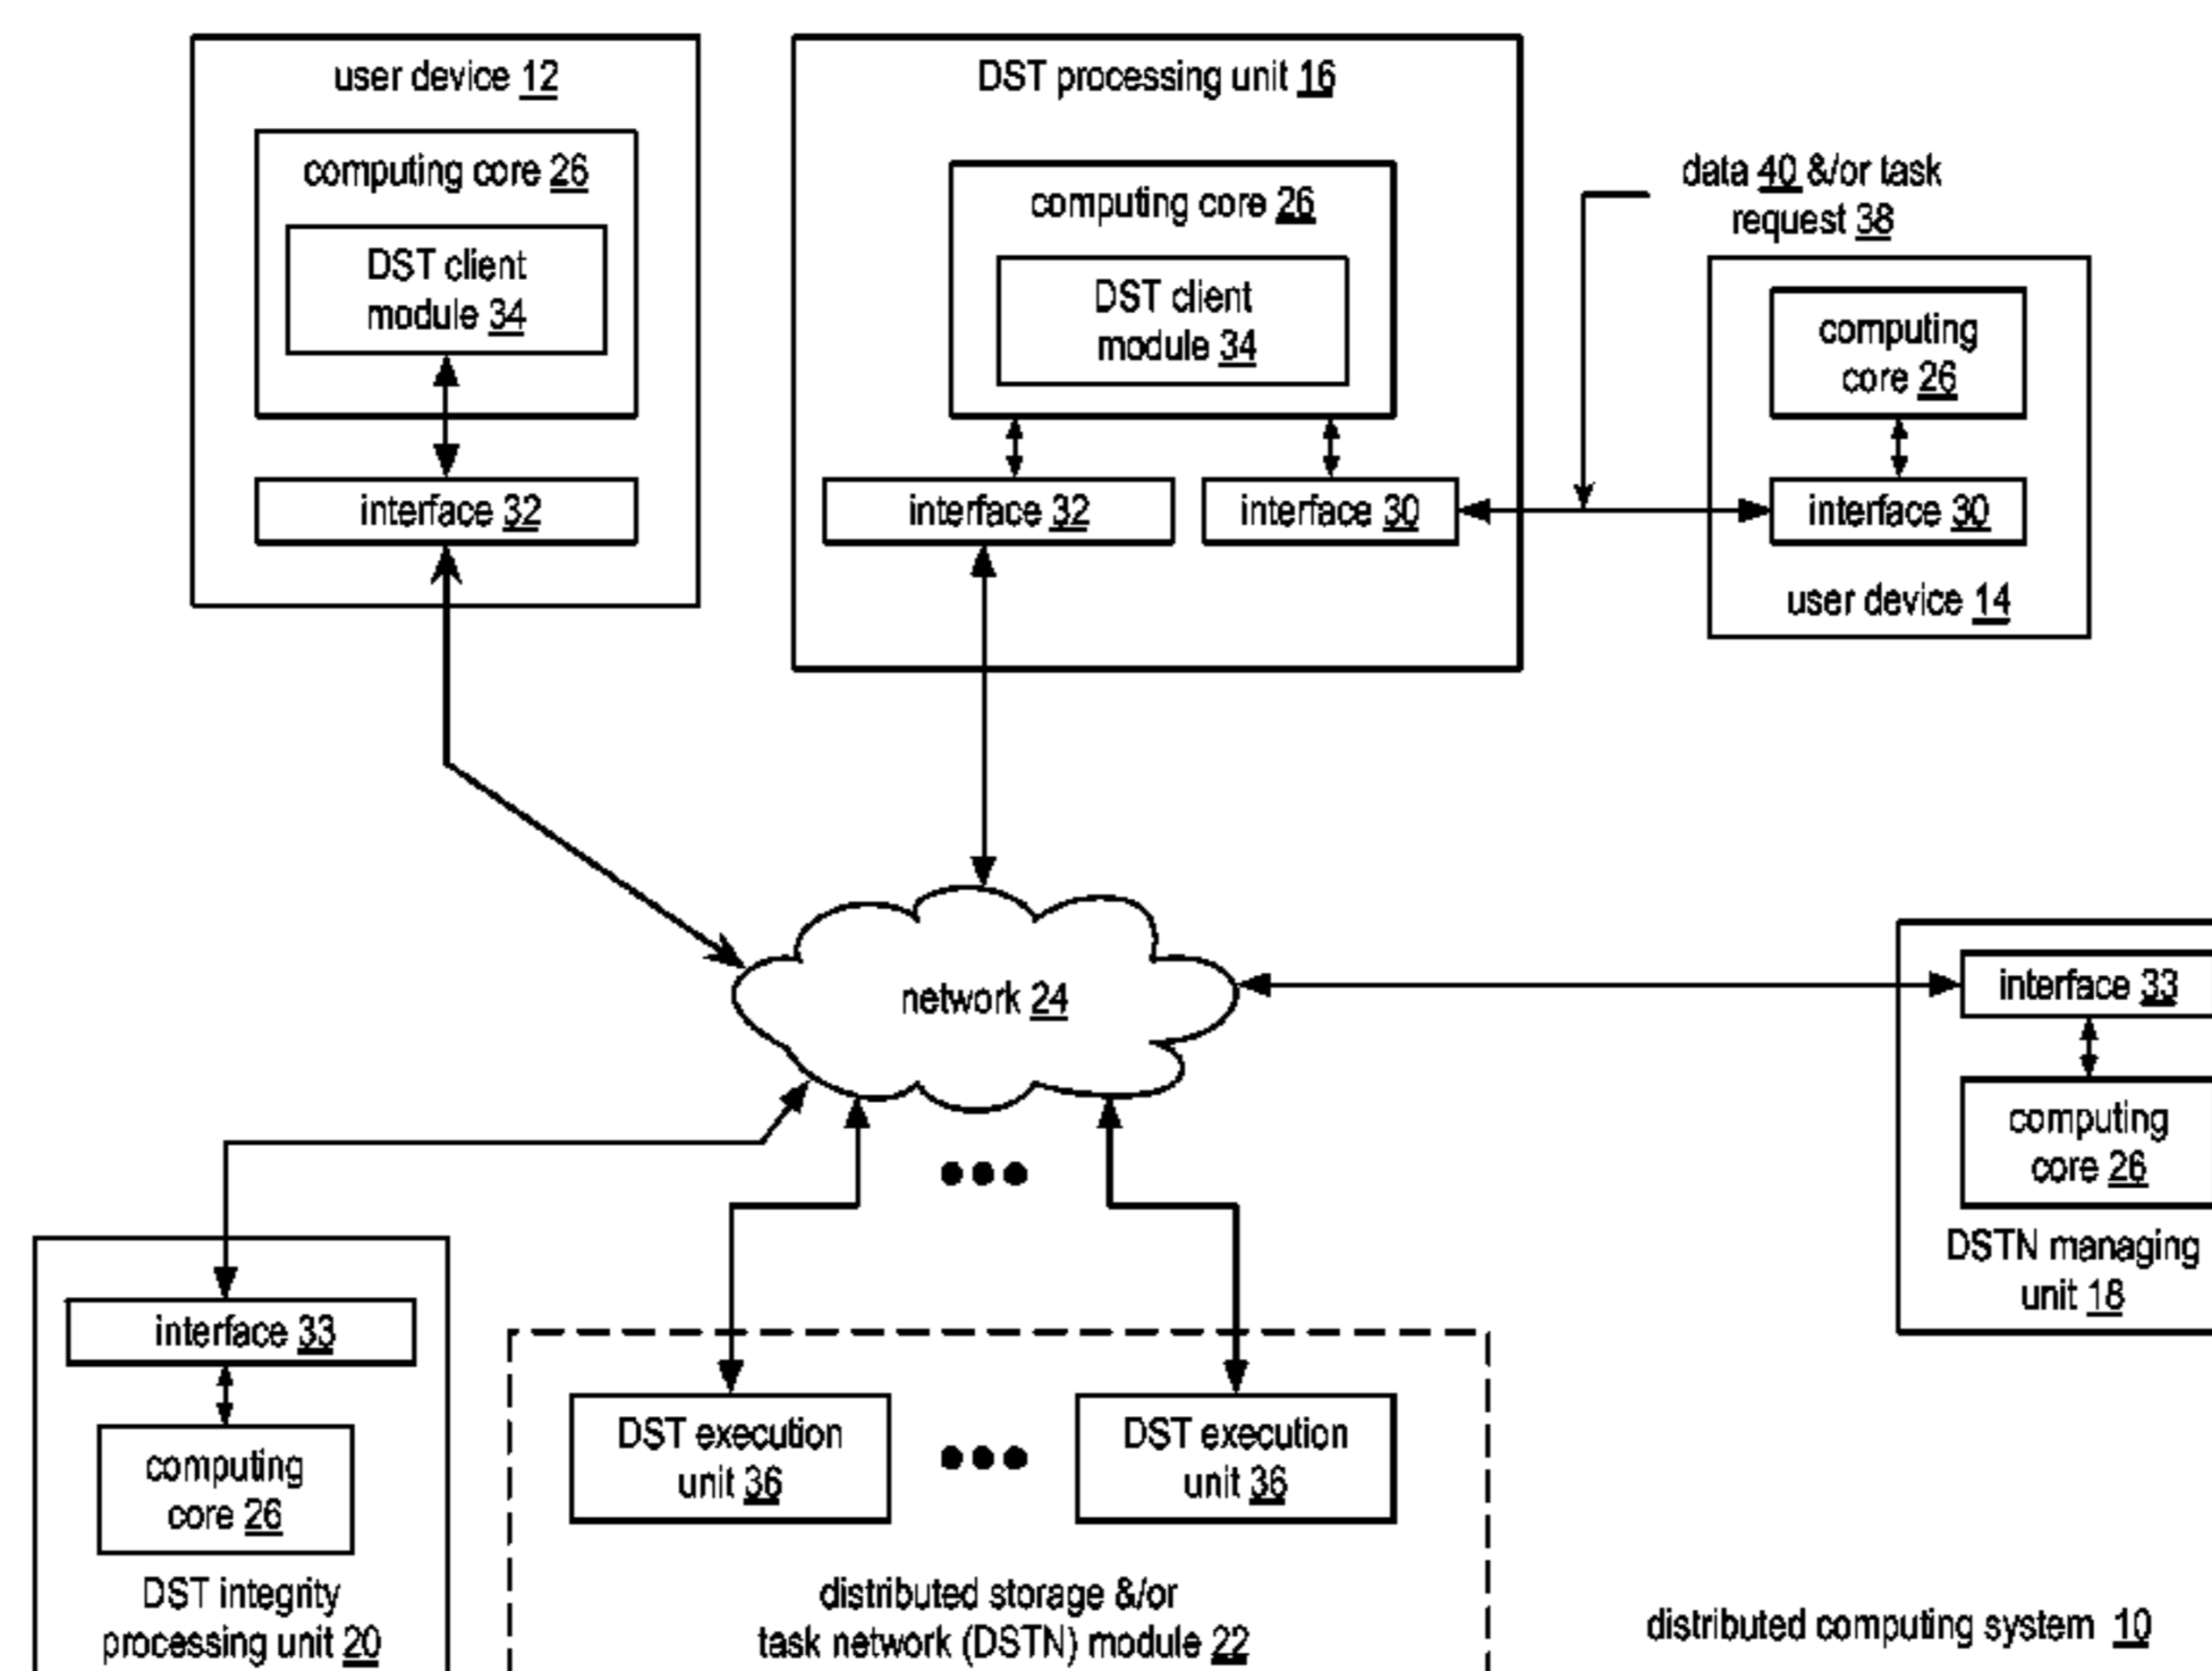 user device 12
computing core 26
DST client
module 34
interface 32
DST processing unit 16
computing core 26
DST client
module 34
interface 32
interface 30
data 40 &/or task
request 38
computing
core 26
interface 30
user device 14
network 24
interface 33
computing
core 26
DSTN managing
unit 18
interface 33
computing
core 26
DST integrity
processing unit 20
DST execution
unit 36
DST execution
unit 36
distributed storage &/or
task network (DSTN) module 22
distributed computing system 10